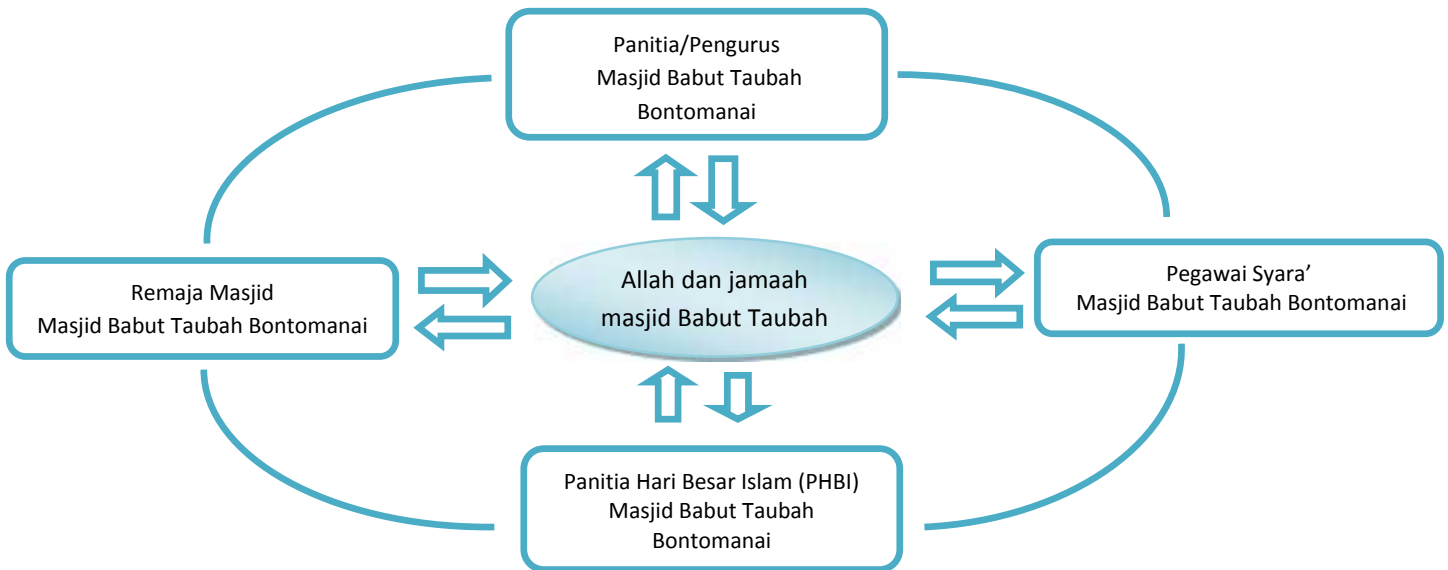 Panitia/Pengurus
Masjid Babut Taubah
Bontomanai
Remaja Masjid
Masjid Babut Taubah Bontomanai
Allah dan jamaah
masjid Babut Taubah
Pegawai Syara’
Masjid Babut Taubah Bontomanai
Panitia Hari Besar Islam (PHBI)
Masjid Babut Taubah
Bontomanai